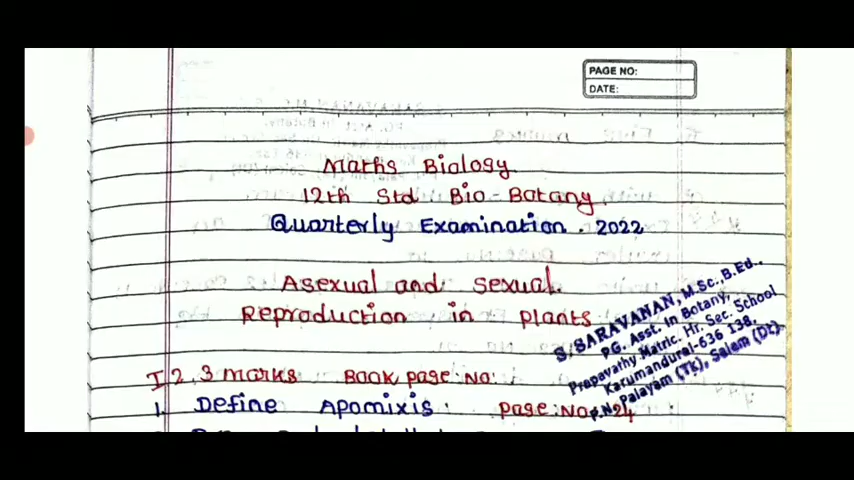 PAGE NO:
DATE:
Maths Biology
12th Std Bio-Botany
Quarterly Examination. 2022
Asexual and Sexual
Reproduction in plants
S. SARAVANAN, M.Sc., B.Ed.,
P.G. Asst. In Botany,
Prapavathy Matric. Hr. Sec. School
Karumandurai-636 138.
P.N. Palayam (TK), Salem (Dt).
I 2, 3 marks Book page: No:
1. Define Apomixis: page: No: 24